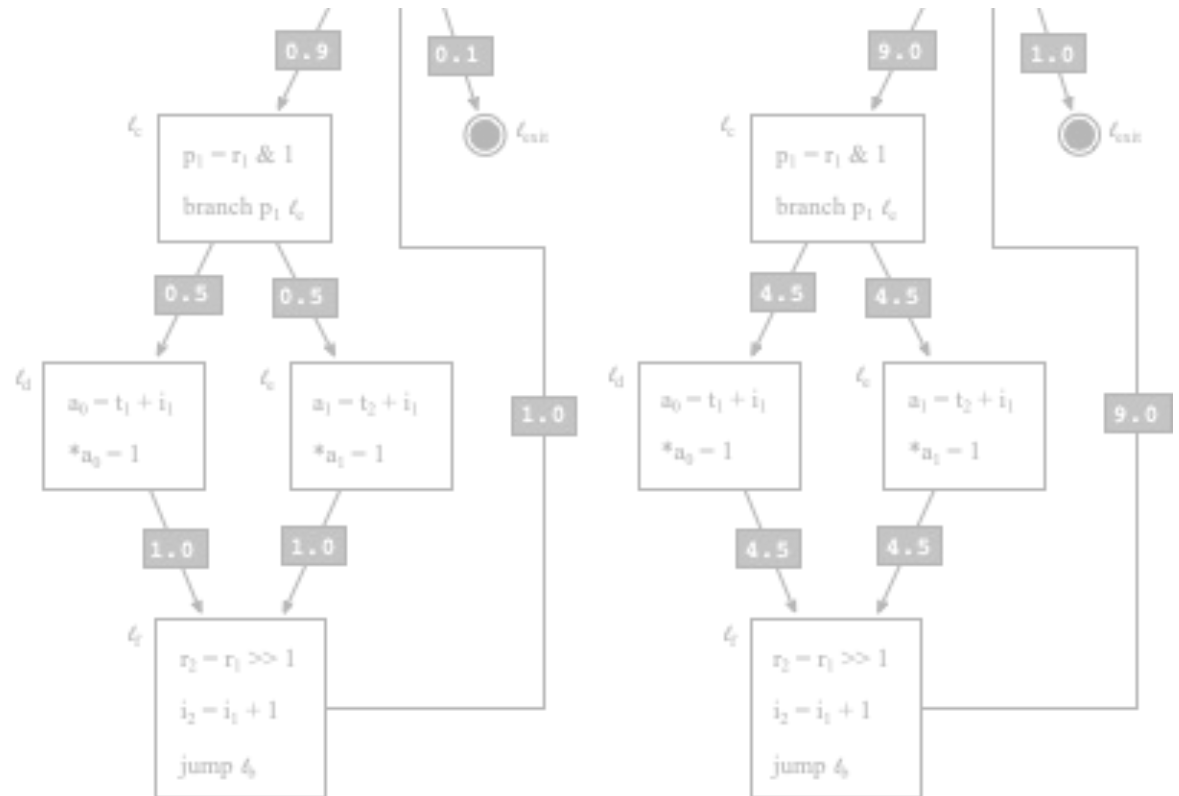 0.9
0.1
ℓc
ℓexit
p₁ = r₁ & 1
branch p₁ ℓe
0.5
0.5
ℓd
a₀ = t₁ + i₁
*a₀ = 1
ℓe
a₁ = t₂ + i₁
*a₁ = 1
1.0
1.0
1.0
ℓf
r₂ = r₁ >> 1
i₂ = i₁ + 1
jump ℓb
9.0
1.0
ℓc
ℓexit
p₁ = r₁ & 1
branch p₁ ℓe
4.5
4.5
ℓd
a₀ = t₁ + i₁
*a₀ = 1
ℓe
a₁ = t₂ + i₁
*a₁ = 1
9.0
4.5
4.5
ℓf
r₂ = r₁ >> 1
i₂ = i₁ + 1
jump ℓb